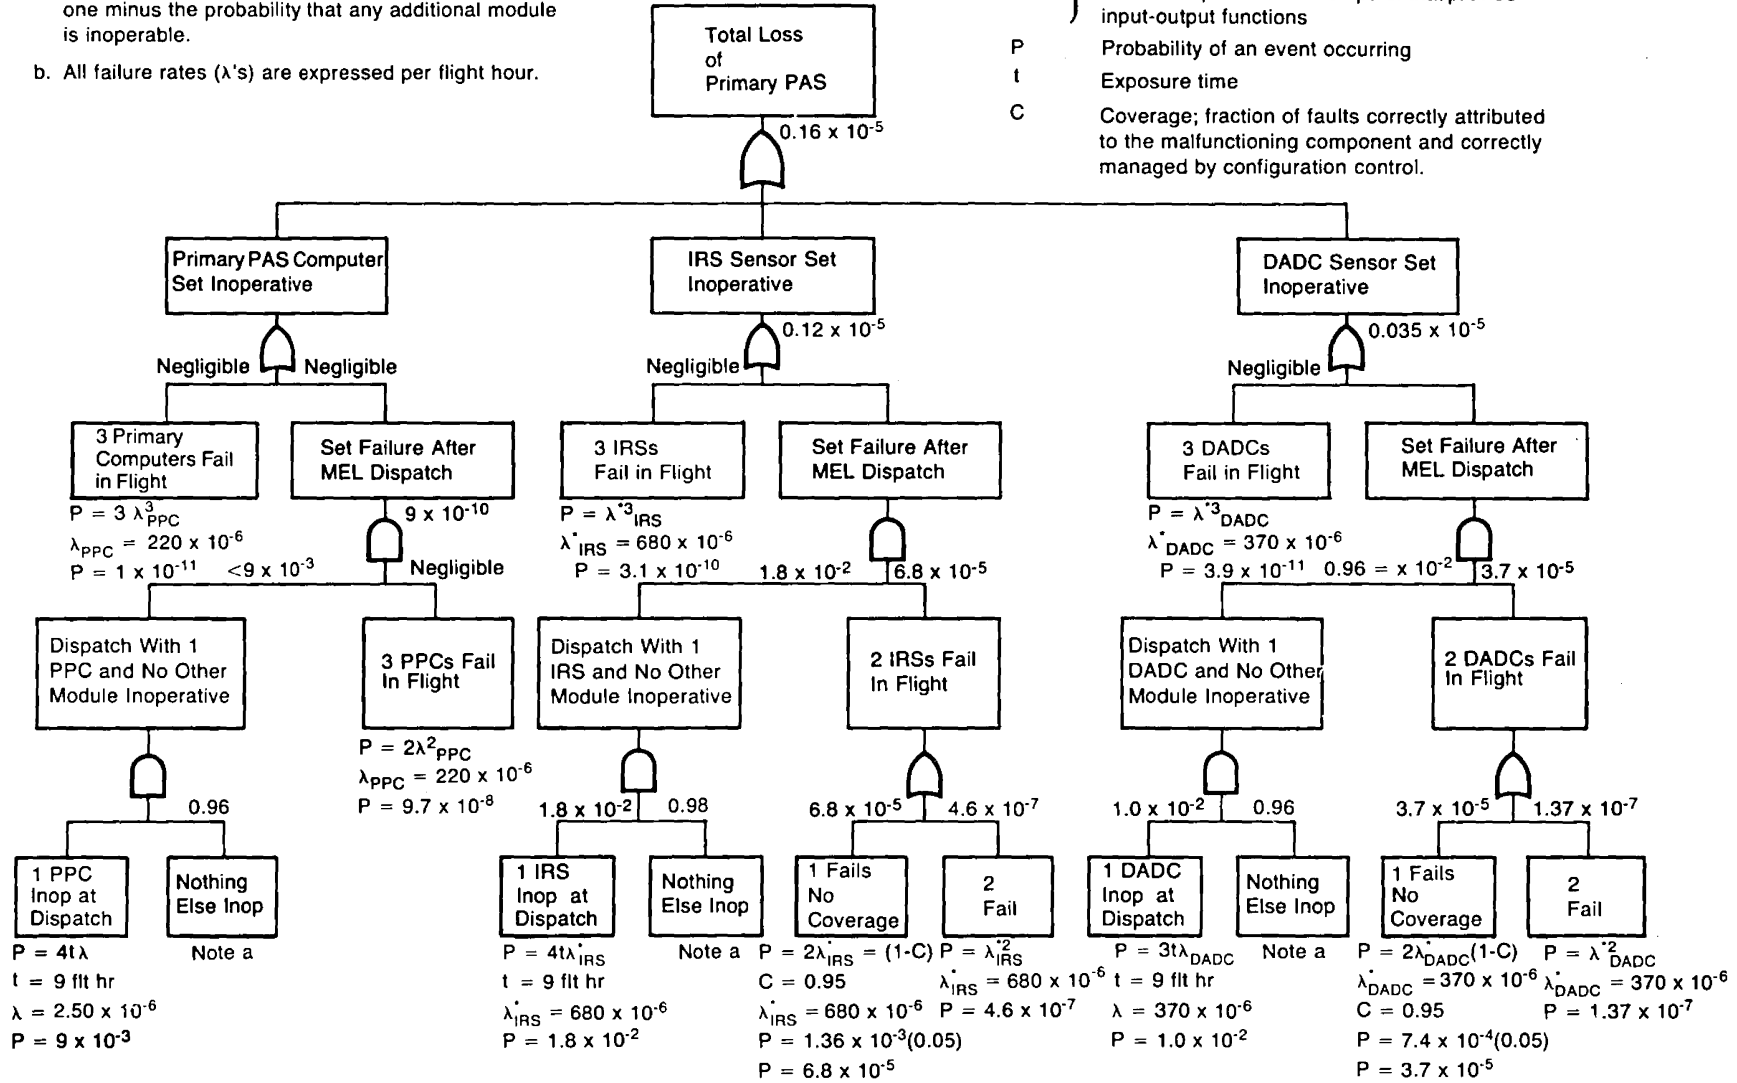 one minus the probability that any additional module
is inoperable.
b. All failure rates (λ's) are expressed per flight hour.
input-output functions
P Probability of an event occurring
t Exposure time
C Coverage; fraction of faults correctly attributed
to the malfunctioning component and correctly
managed by configuration control.
Total Loss
of
Primary PAS
0.16 x 10-5
Primary PAS Computer
Set Inoperative
IRS Sensor Set
Inoperative
DADC Sensor Set
Inoperative
0.12 x 10-5
0.035 x 10-5
Negligible Negligible
Negligible
Negligible
3 Primary
Computers Fail
in Flight
Set Failure After
MEL Dispatch
3 IRSs
Fail in Flight
Set Failure After
MEL Dispatch
3 DADCs
Fail in Flight
Set Failure After
MEL Dispatch
P = 3 λ3PPC
λPPC = 220 x 10-6
P = 1 x 10-11
9 x 10-10
<9 x 10-3
Negligible
P = λ*3IRS
λ*IRS = 680 x 10-6
P = 3.1 x 10-10
1.8 x 10-2
6.8 x 10-5
P = λ*3DADC
λ*DADC = 370 x 10-6
P = 3.9 x 10-11
0.96 = x 10-2
3.7 x 10-5
Dispatch With 1
PPC and No Other
Module Inoperative
3 PPCs Fail
In Flight
Dispatch With 1
IRS and No Other
Module Inoperative
2 IRSs Fail
In Flight
Dispatch With 1
DADC and No Other
Module Inoperative
2 DADCs Fail
In Flight
P = 2λ2PPC
λPPC = 220 x 10-6
P = 9.7 x 10-8
0.96
1.8 x 10-2
0.98
6.8 x 10-5
4.6 x 10-7
1.0 x 10-2
0.96
3.7 x 10-5
1.37 x 10-7
1 PPC
Inop at
Dispatch
Nothing
Else Inop
1 IRS
Inop at
Dispatch
Nothing
Else Inop
1 Fails
No
Coverage
2
Fail
1 DADC
Inop at
Dispatch
Nothing
Else Inop
1 Fails
No
Coverage
2
Fail
P = 4tλ
t = 9 flt hr
λ = 2.50 x 10-6
P = 9 x 10-3
Note a
P = 4tλ*IRS
t = 9 flt hr
λ*IRS = 680 x 10-6
P = 1.8 x 10-2
Note a
P = 2λ*IRS = (1-C)
C = 0.95
λ*IRS = 680 x 10-6
P = 1.36 x 10-3(0.05)
P = 6.8 x 10-5
P = λ*2IRS
λ*IRS = 680 x 10-6
P = 4.6 x 10-7
P = 3tλDADC
t = 9 flt hr
λ = 370 x 10-6
P = 1.0 x 10-2
Note a
P = 2λ*DADC(1-C)
λ*DADC = 370 x 10-6
C = 0.95
P = 7.4 x 10-4(0.05)
P = 3.7 x 10-5
P = λ*2DADC
λ*DADC = 370 x 10-6
P = 1.37 x 10-7